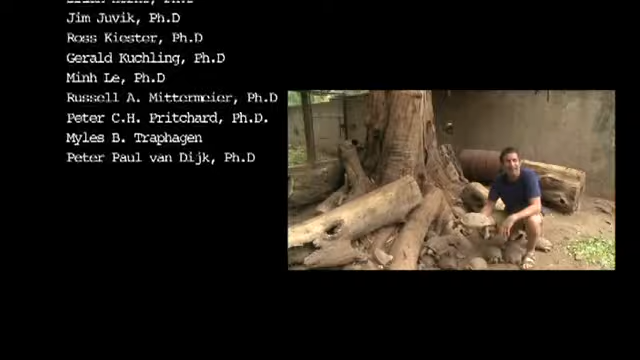 Jim Juvik, Ph.D
Ross Kiester, Ph.D
Gerald Kuchling, Ph.D
Minh Le, Ph.D
Russell A. Mittermeier, Ph.D
Peter C.H. Pritchard, Ph.D.
Myles B. Traphagen
Peter Paul van Dijk, Ph.D